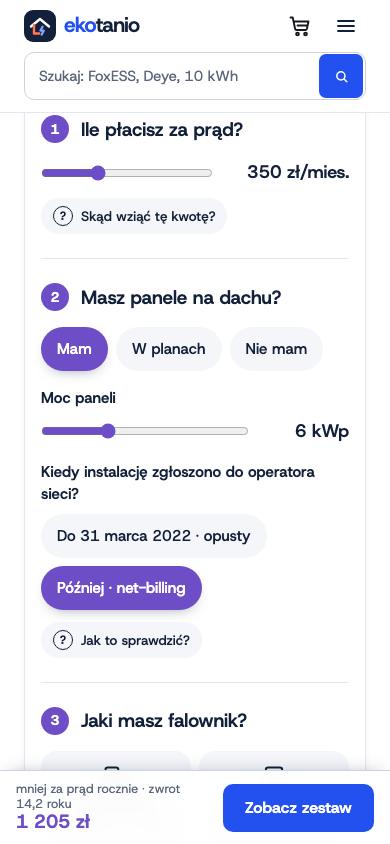 ekotanio
Szukaj: FoxESS, Deye, 10 kWh
1 Ile płacisz za prąd?
350 zł/mies.
? Skąd wziąć tę kwotę?
2 Masz panele na dachu?
Mam W planach Nie mam
Moc paneli
6 kWp
Kiedy instalację zgłoszono do operatora
sieci?
Do 31 marca 2022 · opusty
Później · net-billing
? Jak to sprawdzić?
3 Jaki masz falownik?
mniej za prąd rocznie · zwrot
14,2 roku
1 205 zł
Zobacz zestaw